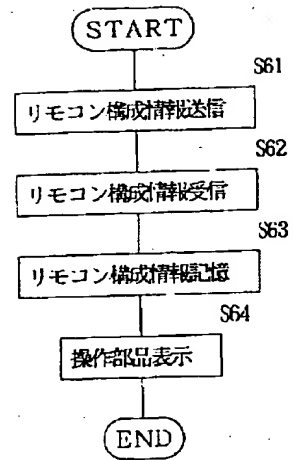 START
S61
リモコン構成情報送信
S62
リモコン構成情報受信
S63
リモコン構成情報記憶
S64
操作部品表示
END